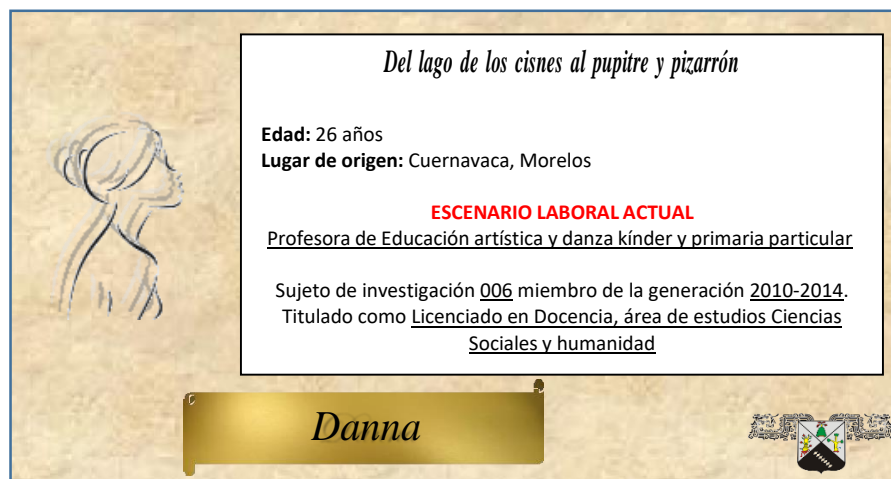 Del lago de los cisnes al pupitre y pizarrón
Edad: 26 años
Lugar de origen: Cuernavaca, Morelos
ESCENARIO LABORAL ACTUAL
Profesora de Educación artística y danza kínder y primaria particular
Sujeto de investigación 006 miembro de la generación 2010-2014.
Titulado como Licenciado en Docencia, área de estudios Ciencias
Sociales y humanidad
Danna